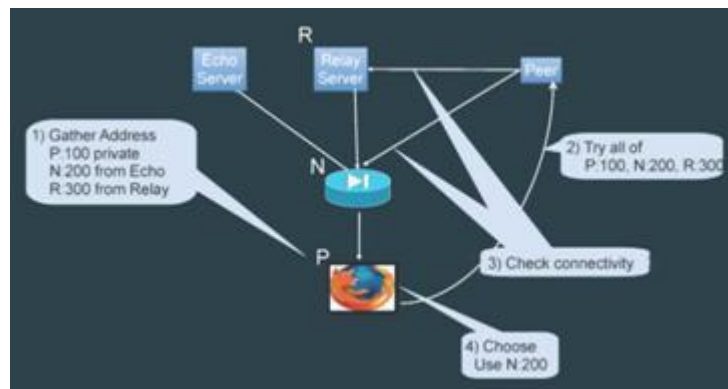 R
Echo
Server
Relay
Server
Peer
1) Gather Address
P:100 private
N:200 from Echo
R:300 from Relay
2) Try all of
P:100, N:200, R:300
N
3) Check connectivity
P
4) Choose
Use N:200